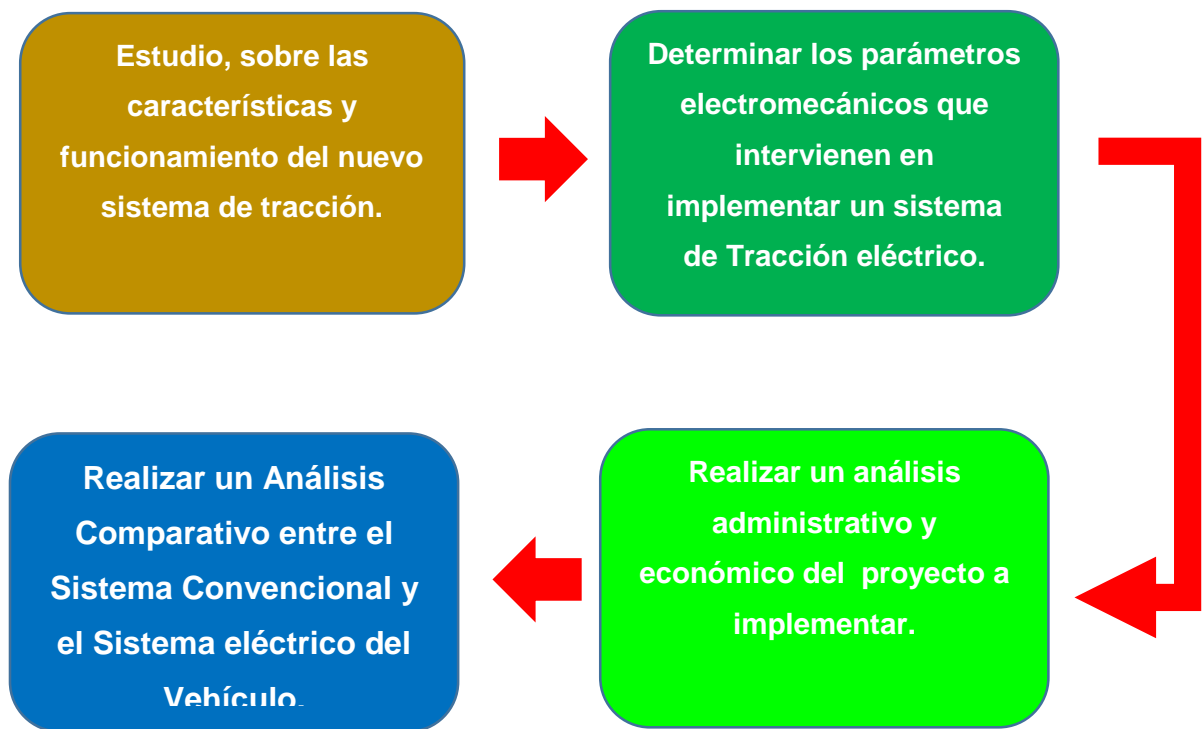 Estudio, sobre las
características y
funcionamiento del nuevo
sistema de tracción.
Determinar los parámetros
electromecánicos que
intervienen en
implementar un sistema
de Tracción eléctrico.
Realizar un análisis
administrativo y
económico del  proyecto a
implementar.
Realizar un Análisis
Comparativo entre el
Sistema Convencional y
el Sistema eléctrico del
Vehículo.